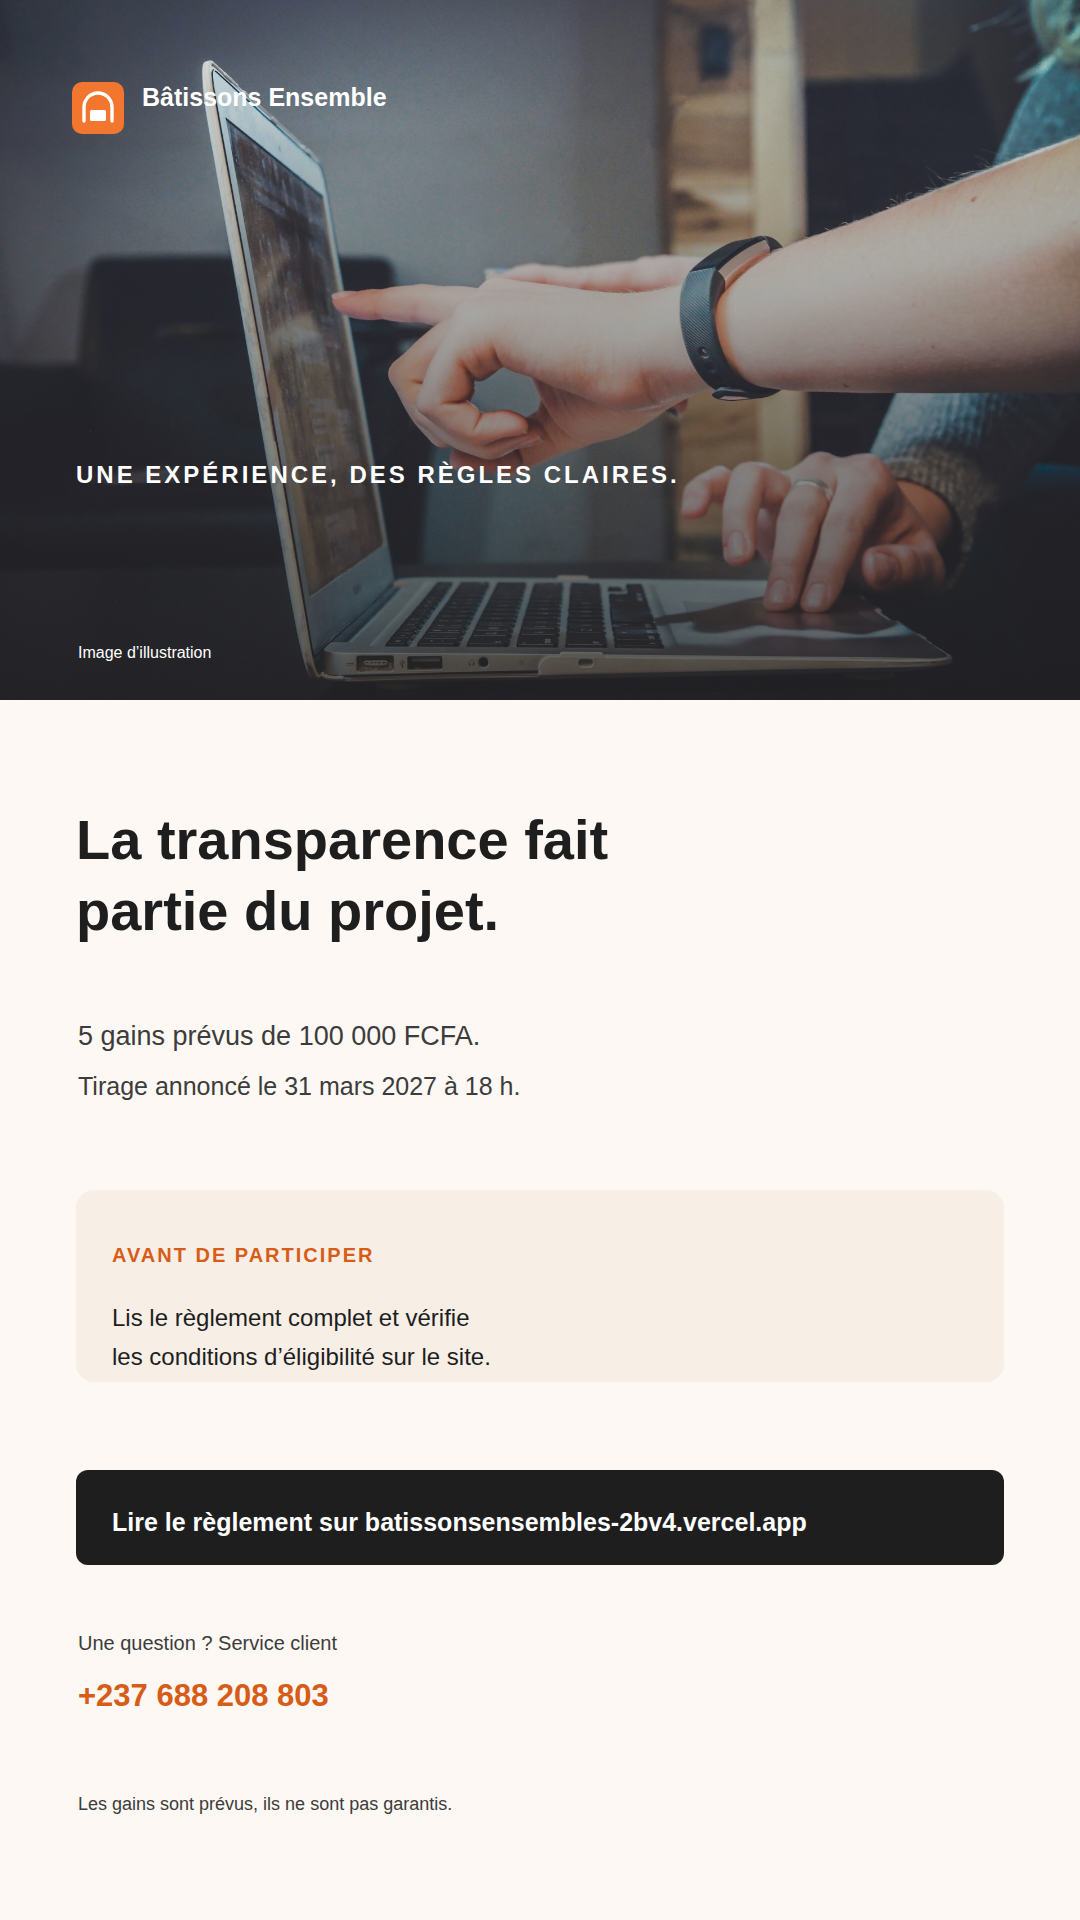 Bâtissons Ensemble
UNE EXPÉRIENCE, DES RÈGLES CLAIRES.
Image d’illustration
La transparence fait
partie du projet.
5 gains prévus de 100 000 FCFA.
Tirage annoncé le 31 mars 2027 à 18 h.
AVANT DE PARTICIPER
Lis le règlement complet et vérifie
les conditions d’éligibilité sur le site.
Lire le règlement sur batissonsensembles-2bv4.vercel.app
Une question ? Service client
+237 688 208 803
Les gains sont prévus, ils ne sont pas garantis.